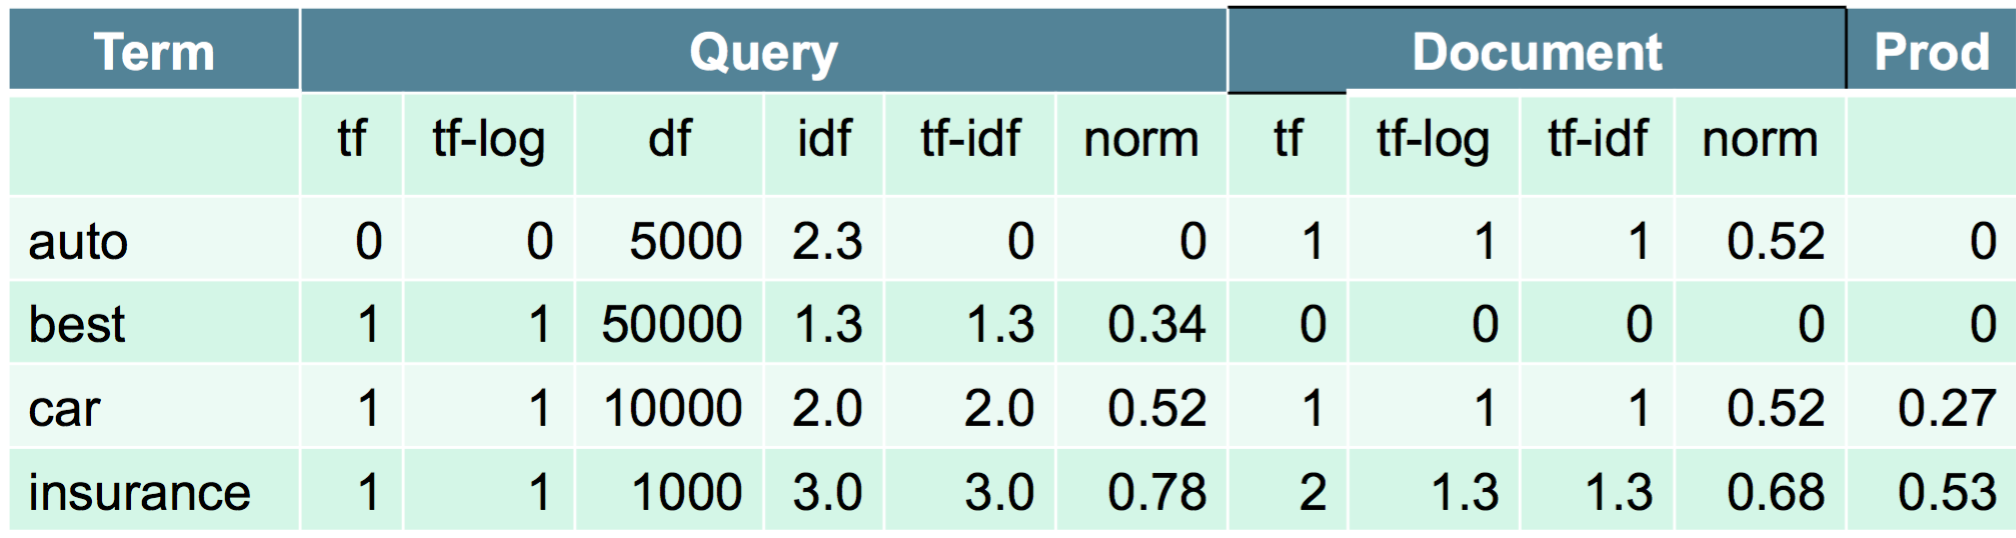 Term Query Document Prod
tf tf-log df idf tf-idf norm tf tf-log tf-idf norm
auto 0 0 5000 2.3 0 0 1 1 1 0.52 0
best 1 1 50000 1.3 1.3 0.34 0 0 0 0 0
car 1 1 10000 2.0 2.0 0.52 1 1 1 0.52 0.27
insurance 1 1 1000 3.0 3.0 0.78 2 1.3 1.3 0.68 0.53